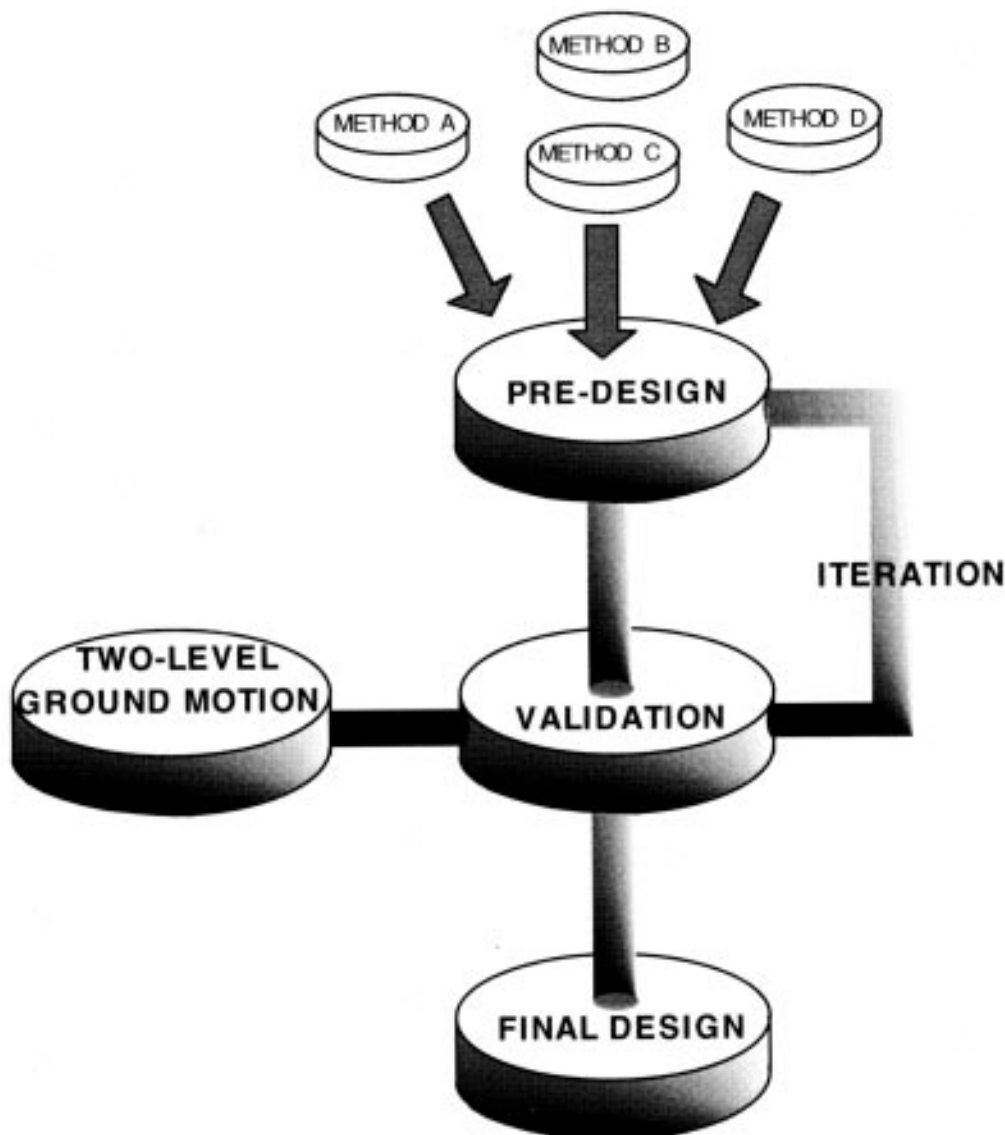 METHOD B
METHOD A
METHOD D
METHOD C
PRE-DESIGN
ITERATION
TWO-LEVEL
GROUND MOTION
VALIDATION
FINAL DESIGN